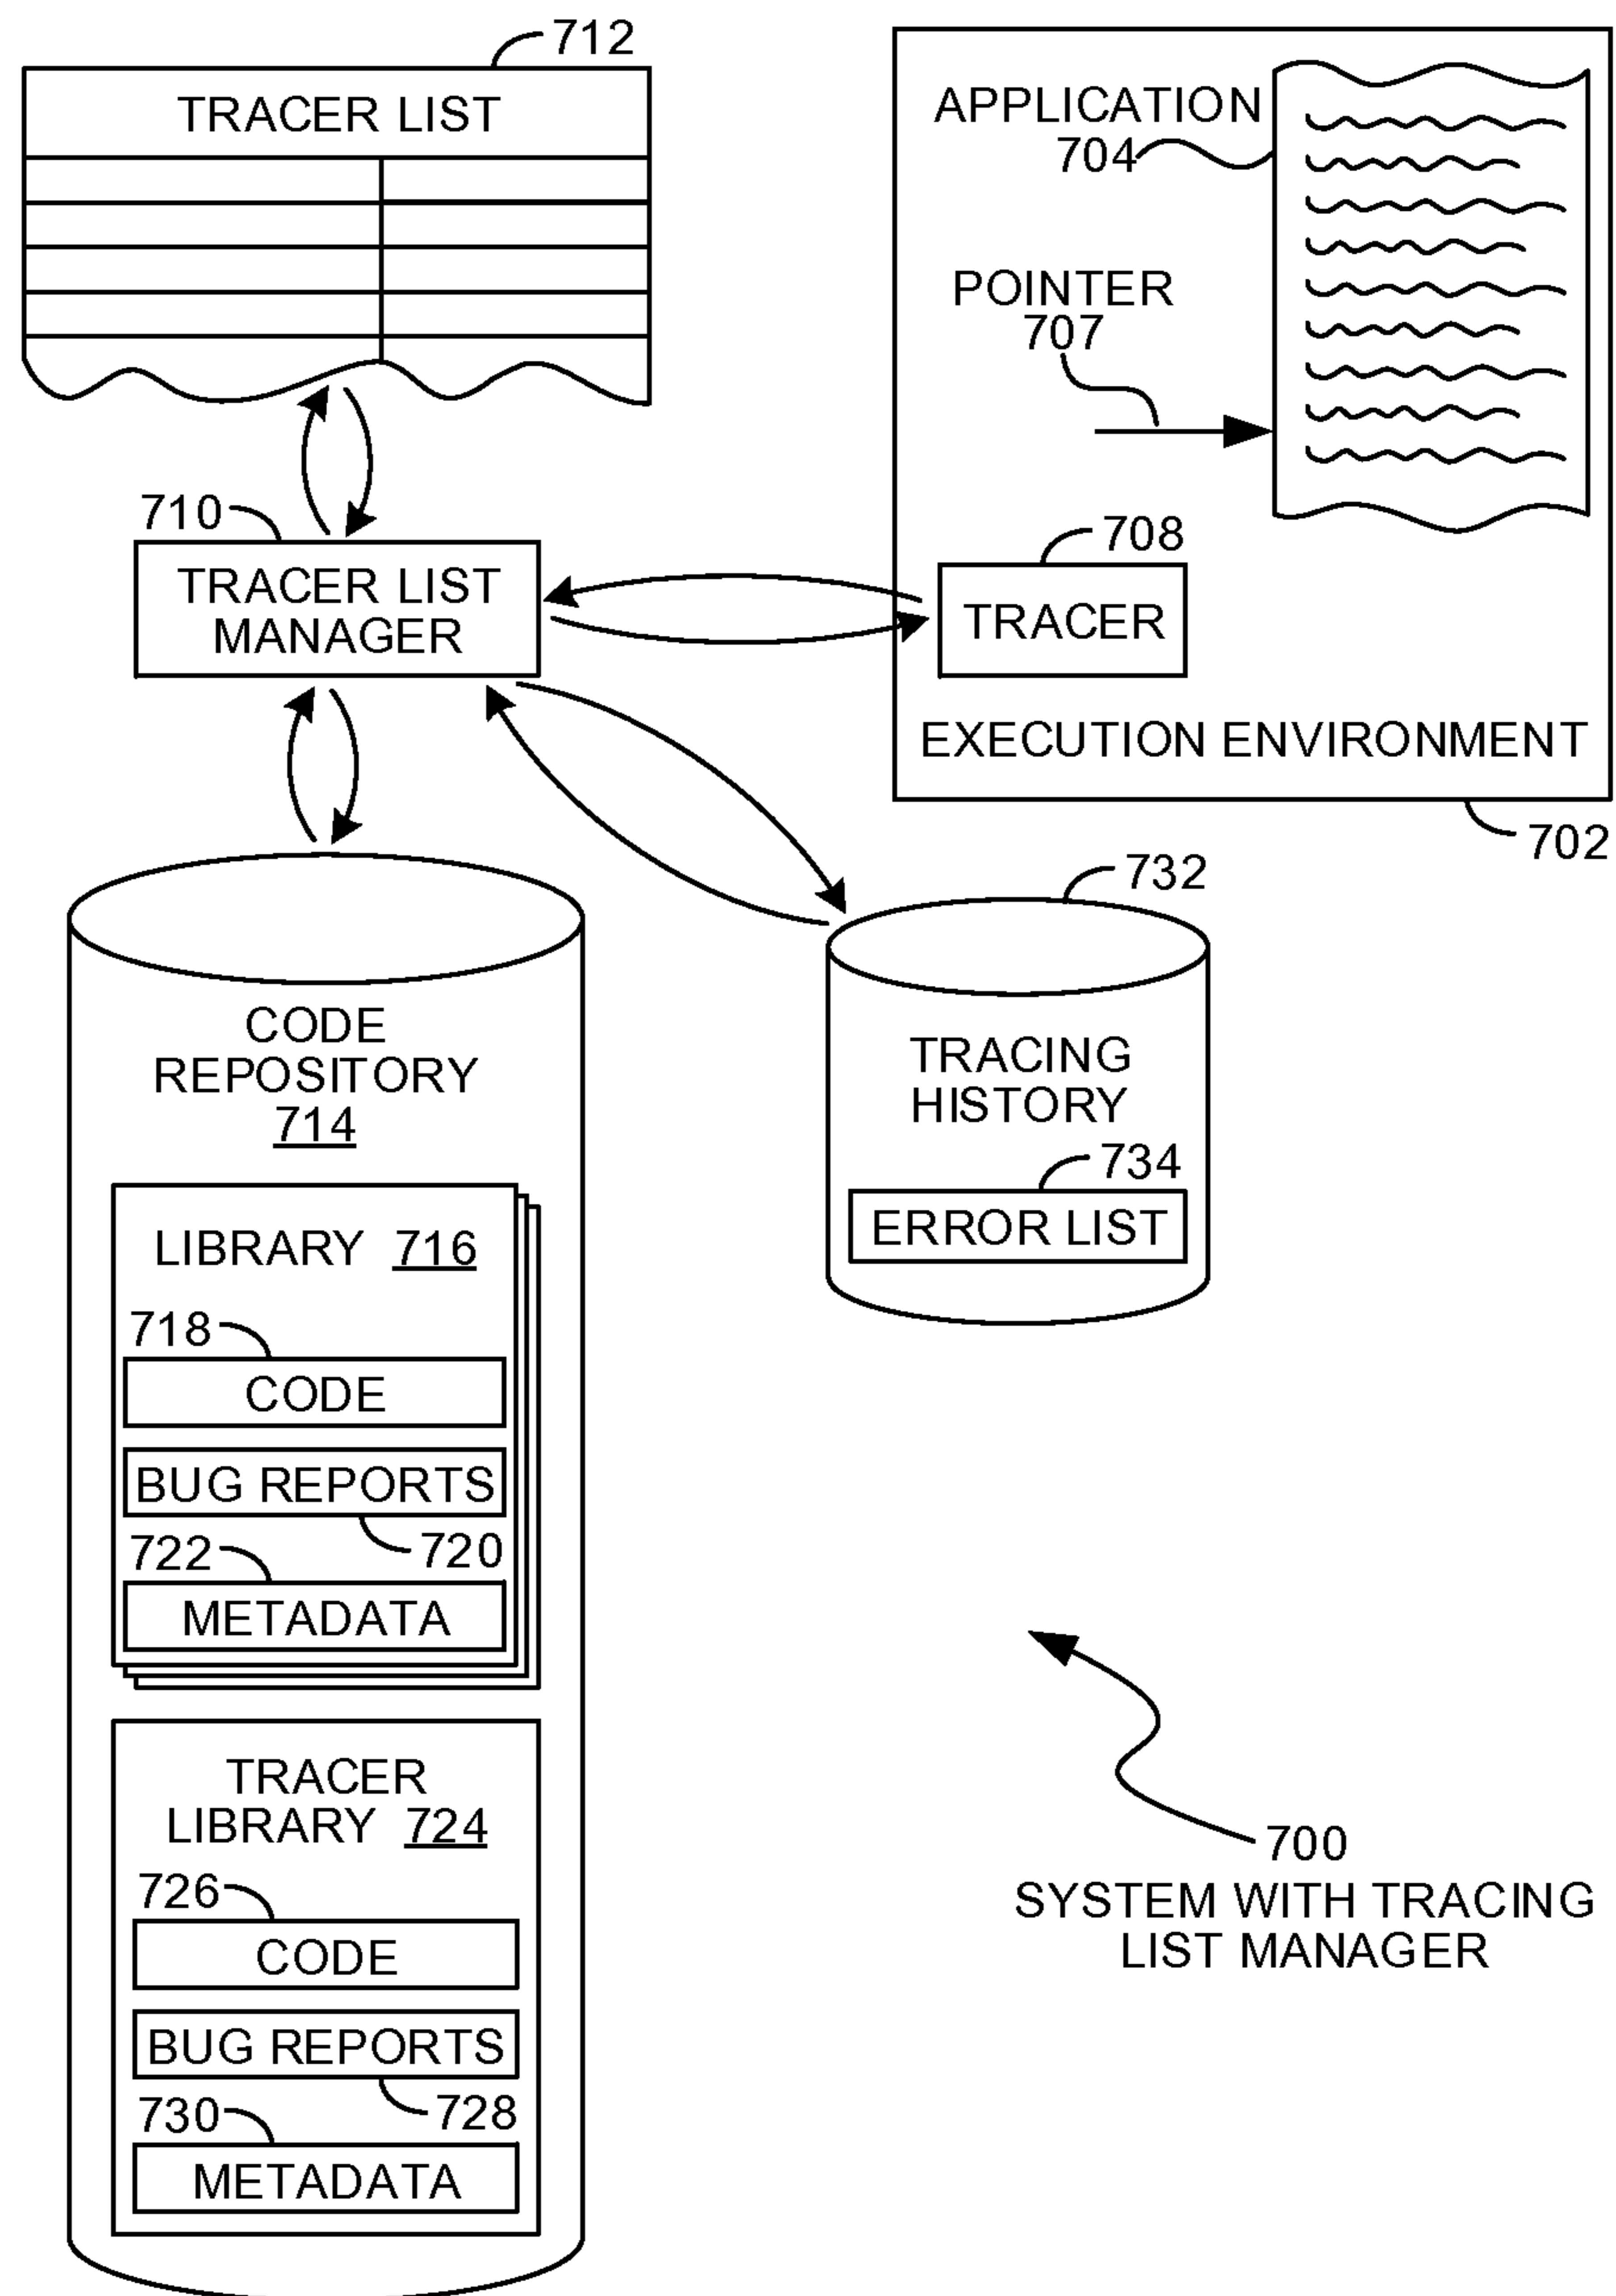 712
TRACER LIST
APPLICATION
704
POINTER
707
710
TRACER LIST
MANAGER
708
TRACER
EXECUTION ENVIRONMENT
702
732
CODE
REPOSITORY
714
TRACING
HISTORY
734
ERROR LIST
LIBRARY 716
718
CODE
BUG REPORTS
722
720
METADATA
TRACER
LIBRARY 724
726
CODE
BUG REPORTS
730
728
METADATA
700
SYSTEM WITH TRACING
LIST MANAGER